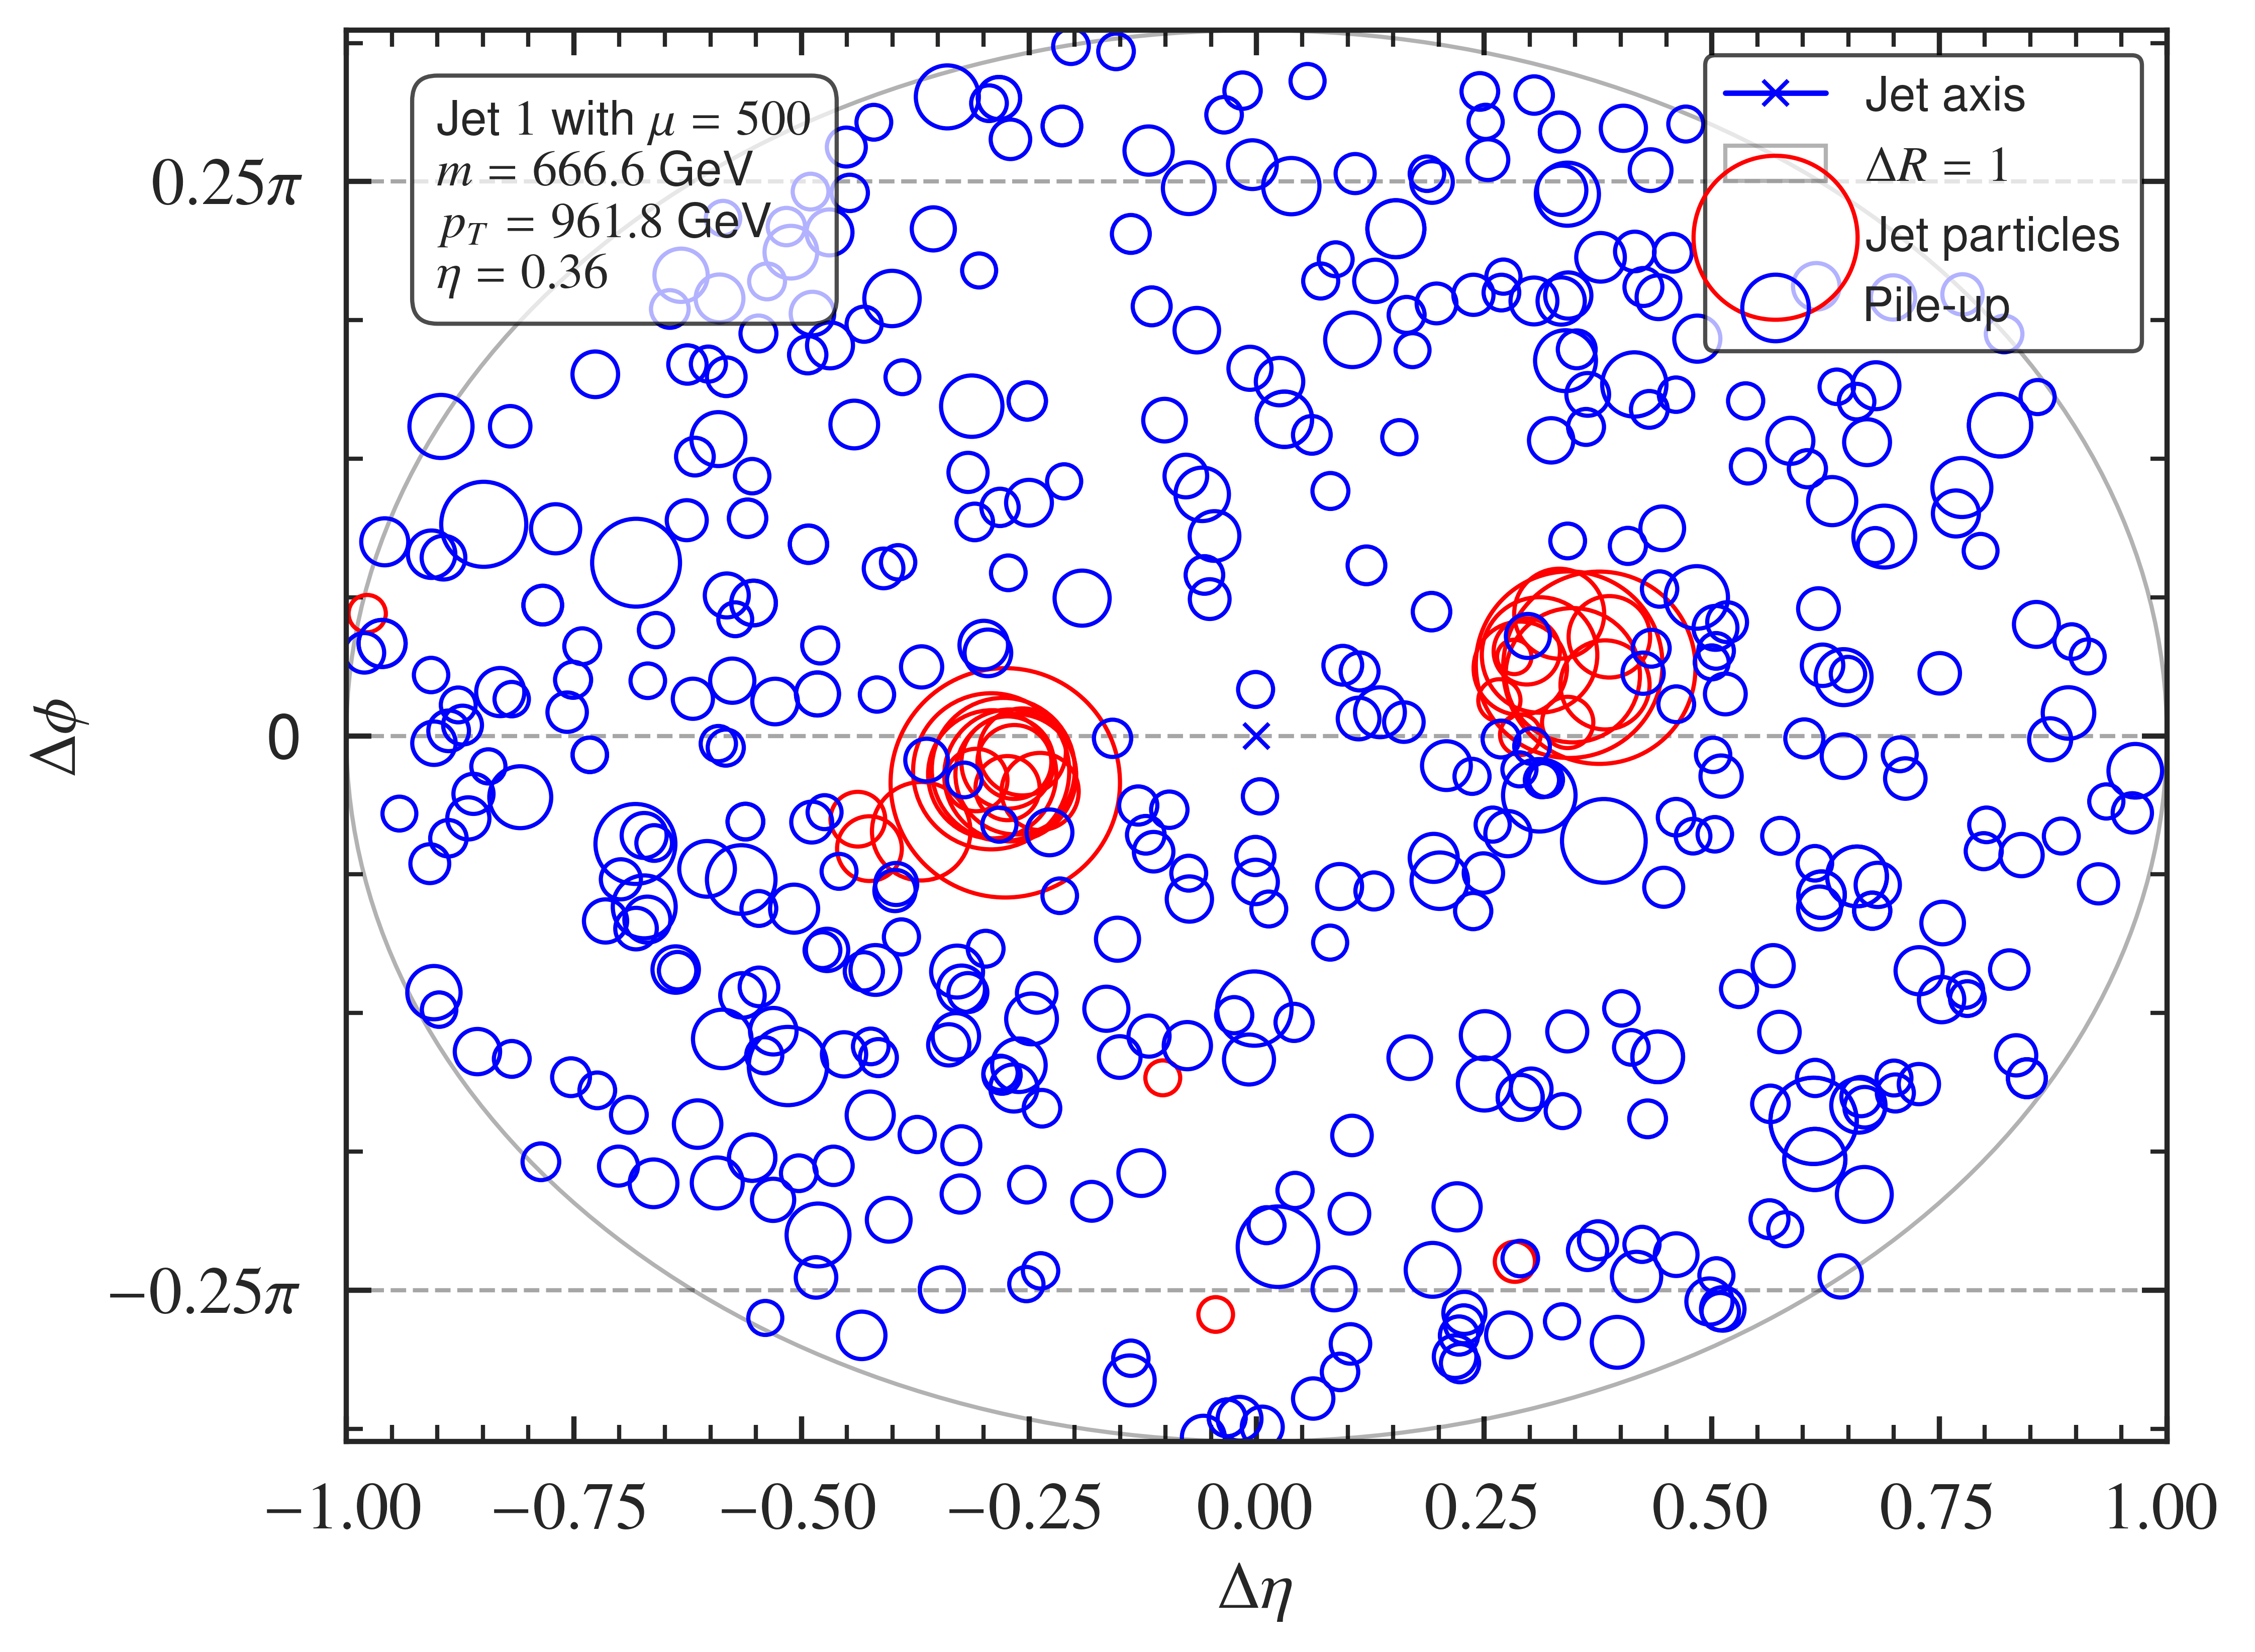 Jet 1 with μ = 500
m = 666.6 GeV
p_T = 961.8 GeV
η = 0.36
Jet axis
ΔR = 1
Jet particles
Pile-up
Δϕ
0.25π
0
−0.25π
−1.00 −0.75 −0.50 −0.25 0.00 0.25 0.50 0.75 1.00
Δη